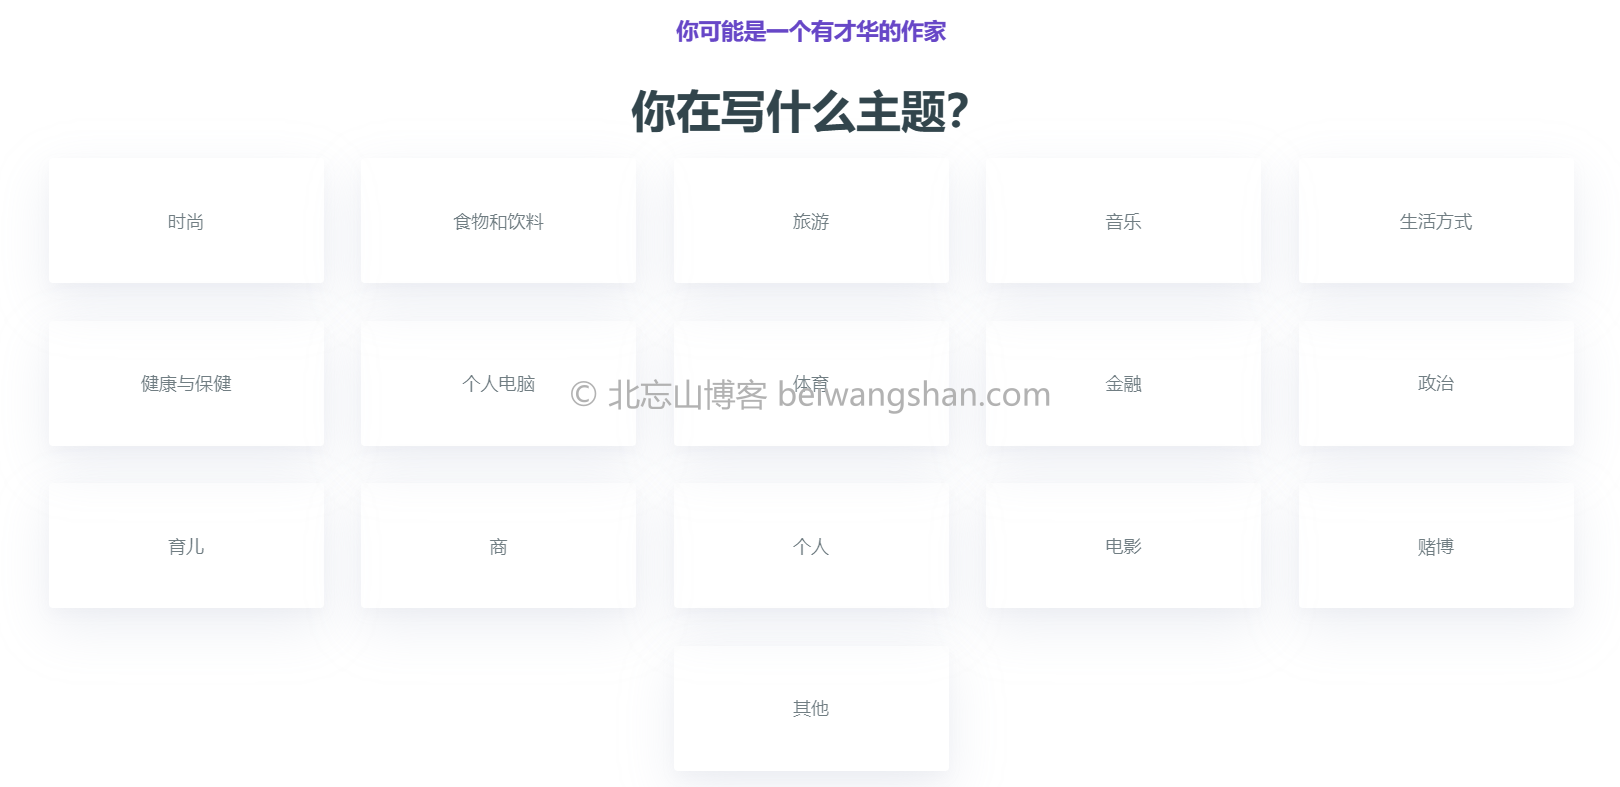 你可能是一个有才华的作家
你在写什么主题？
时尚
食物和饮料
旅游
音乐
生活方式
健康与保健
个人电脑
体育
金融
政治
© 北忘山博客 beiwangshan.com
育儿
商
个人
电影
赌博
其他